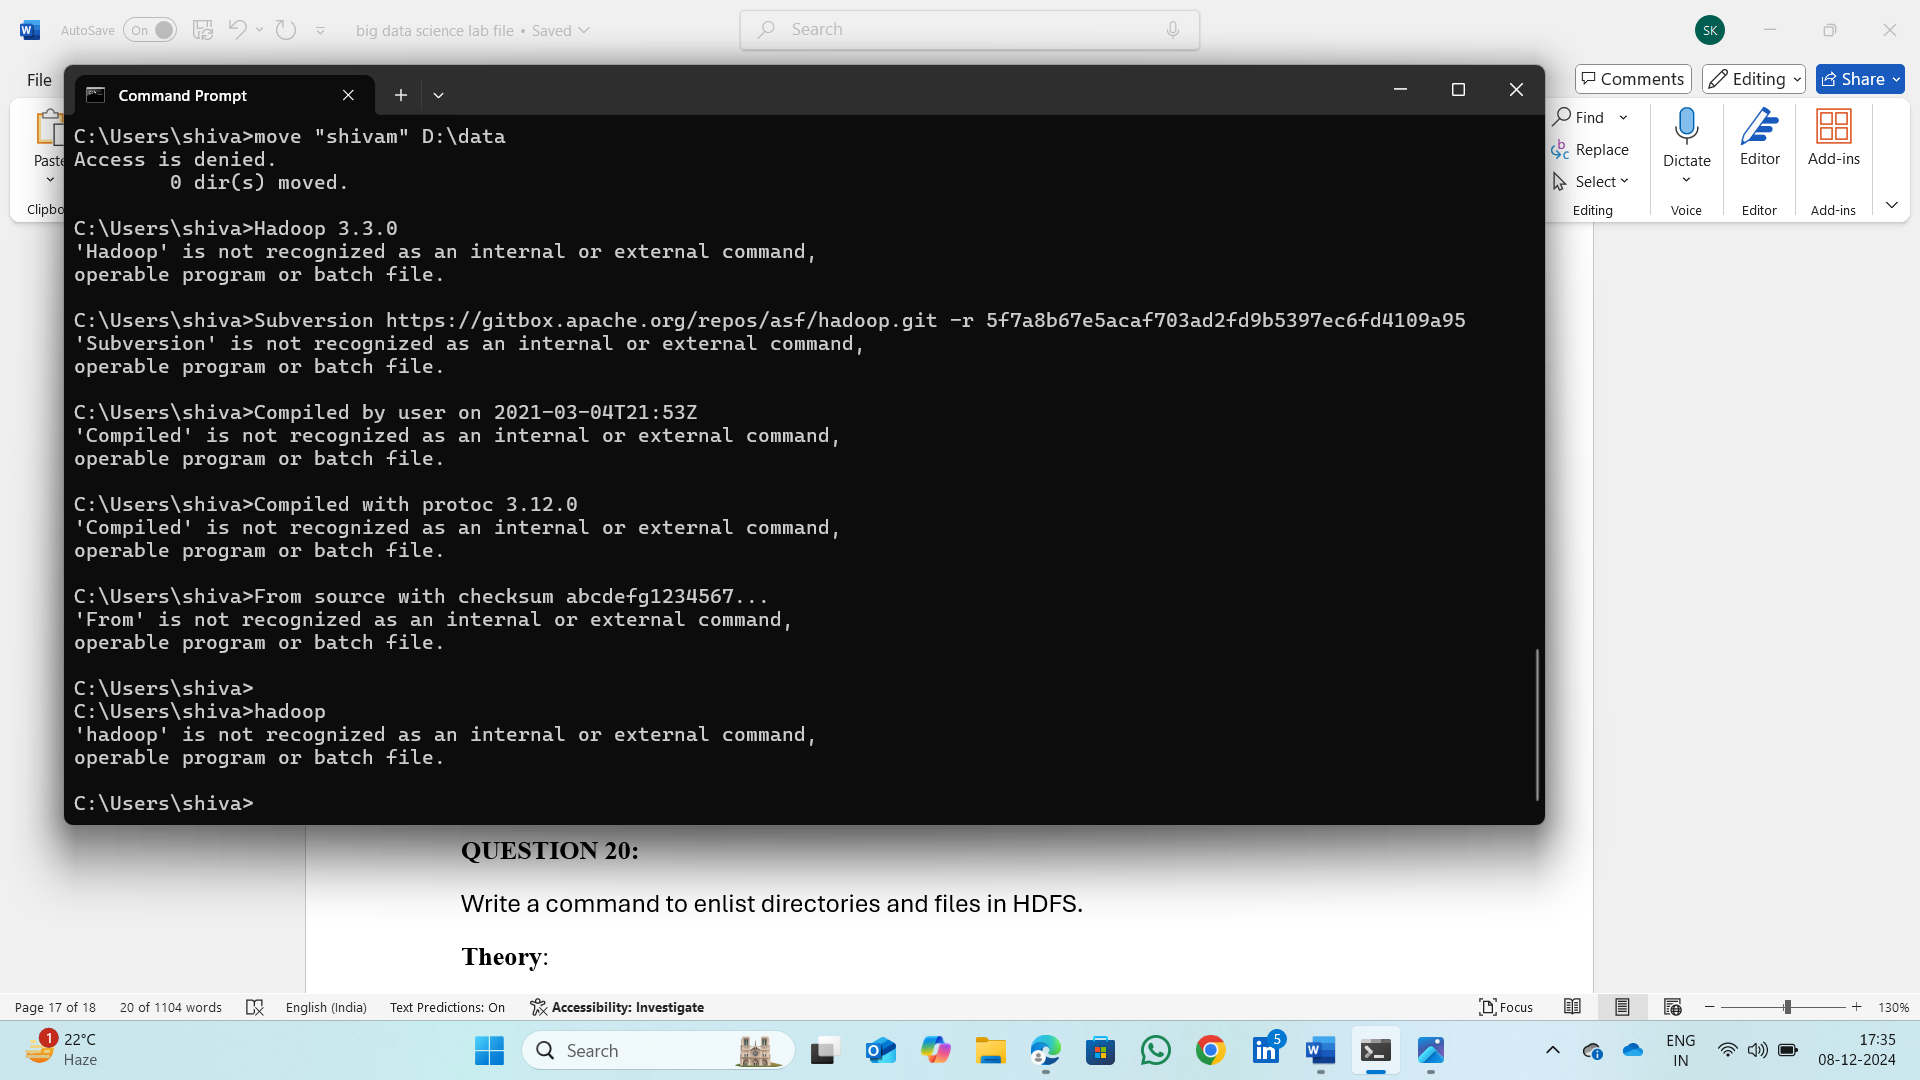 AutoSave On big data science lab file • Saved Search SK
File Comments Editing Share
Command Prompt
Paste
Clipbo
Find
Replace
Select
Editing
Dictate
Voice
Editor
Editor
Add-ins
Add-ins
C:\Users\shiva>move "shivam" D:\data
Access is denied.
0 dir(s) moved.
C:\Users\shiva>Hadoop 3.3.0
'Hadoop' is not recognized as an internal or external command,
operable program or batch file.
C:\Users\shiva>Subversion https://gitbox.apache.org/repos/asf/hadoop.git -r 5f7a8b67e5acaf703ad2fd9b5397ec6fd4109a95
'Subversion' is not recognized as an internal or external command,
operable program or batch file.
C:\Users\shiva>Compiled by user on 2021-03-04T21:53Z
'Compiled' is not recognized as an internal or external command,
operable program or batch file.
C:\Users\shiva>Compiled with protoc 3.12.0
'Compiled' is not recognized as an internal or external command,
operable program or batch file.
C:\Users\shiva>From source with checksum abcdefg1234567...
'From' is not recognized as an internal or external command,
operable program or batch file.
C:\Users\shiva>
C:\Users\shiva>hadoop
'hadoop' is not recognized as an internal or external command,
operable program or batch file.
C:\Users\shiva>
QUESTION 20:
Write a command to enlist directories and files in HDFS.
Theory:
Page 17 of 18 20 of 1104 words English (India) Text Predictions: On Accessibility: Investigate Focus 130%
1 22°C
Haze
Search
5
ENG
IN
17:35
08-12-2024